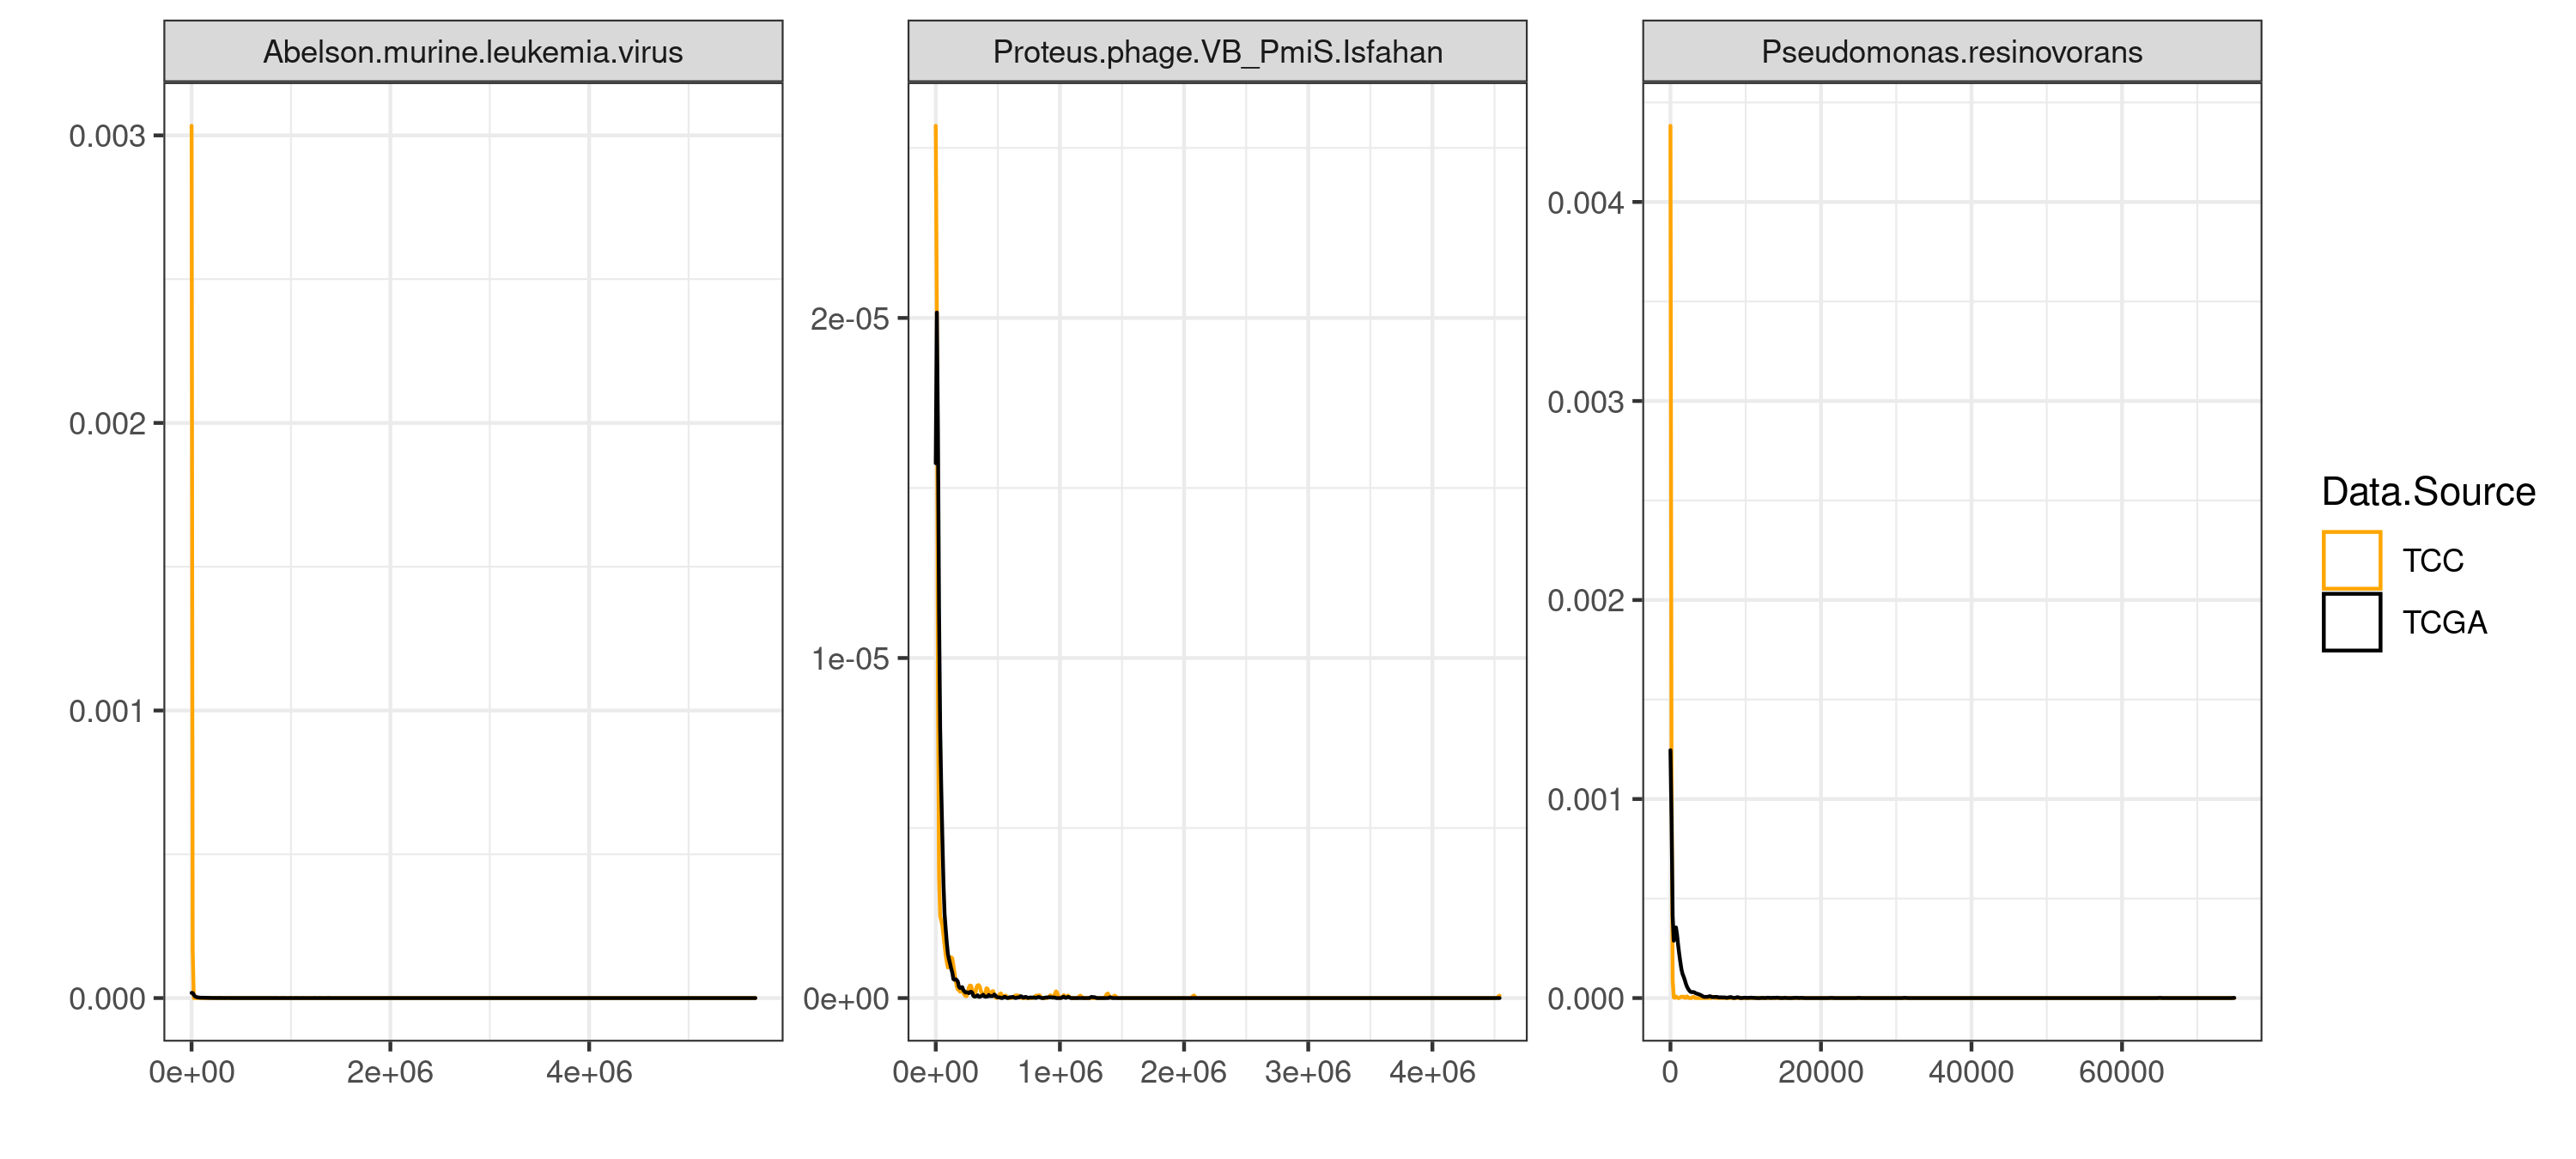 Abelson.murine.leukemia.virus
Proteus.phage.VB_PmiS.Isfahan
Pseudomonas.resinovorans
0.003
0.002
0.001
0.000
0e+00 2e+06 4e+06
2e-05
1e-05
0e+00
0e+00 1e+06 2e+06 3e+06 4e+06
0.004
0.003
0.002
0.001
0.000
0 20000 40000 60000
Data.Source
TCC
TCGA